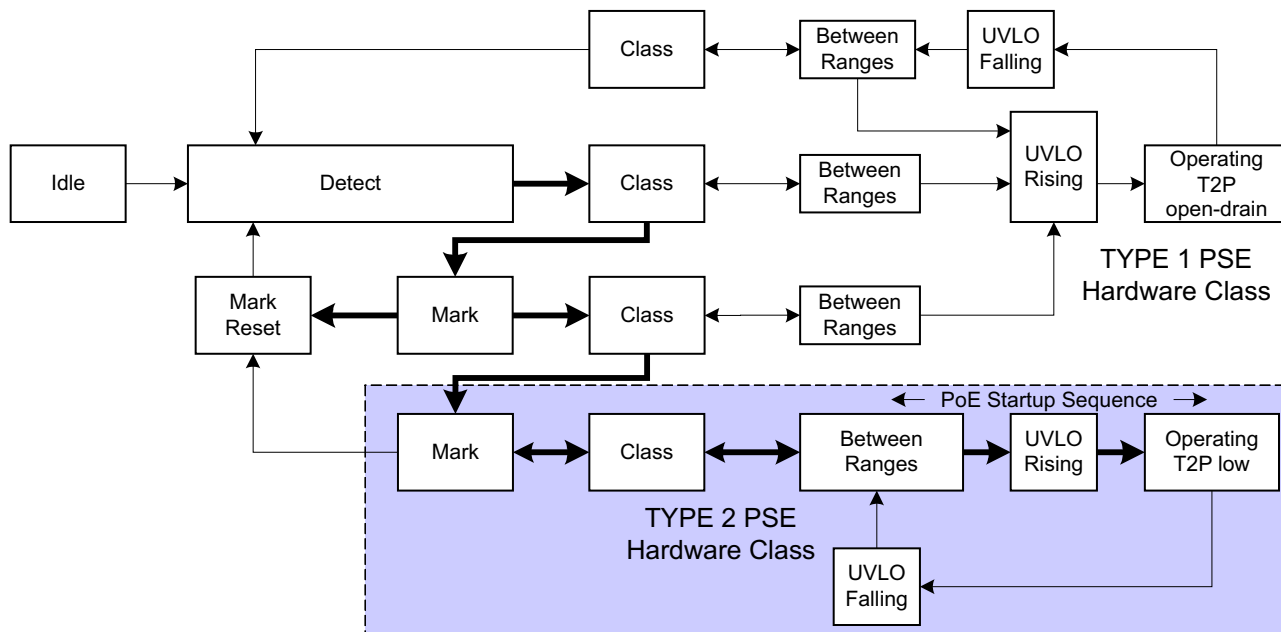 Class
Between
Ranges
UVLO
Falling
Idle
Detect
Class
Between
Ranges
UVLO
Rising
Operating
T2P
open-drain
TYPE 1 PSE
Hardware Class
Mark
Reset
Mark
Class
Between
Ranges
PoE Startup Sequence
Mark
Class
Between
Ranges
UVLO
Rising
Operating
T2P low
TYPE 2 PSE
Hardware Class
UVLO
Falling